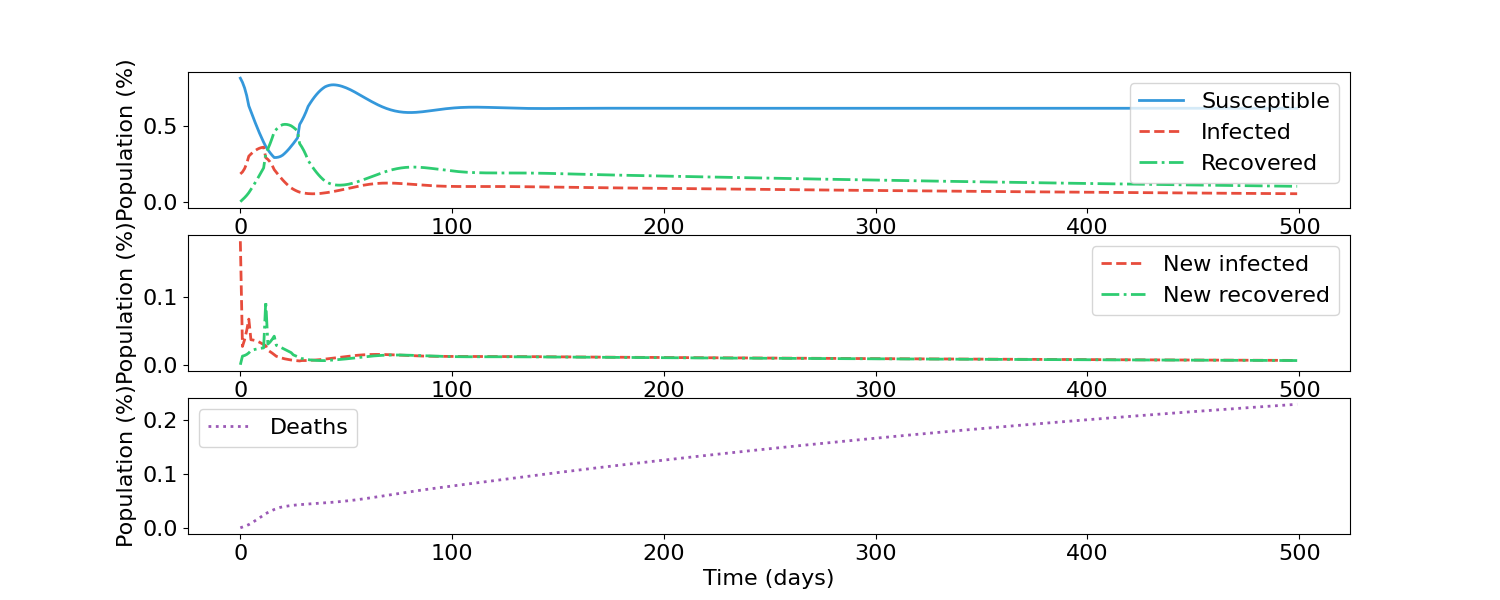 Population (%)
0.5
0.0
Susceptible
Infected
Recovered
0 100 200 300 400 500
Population (%)
0.1
0.0
New infected
New recovered
0 100 200 300 400 500
Population (%)
0.2
0.1
0.0
Deaths
0 100 200 300 400 500
Time (days)